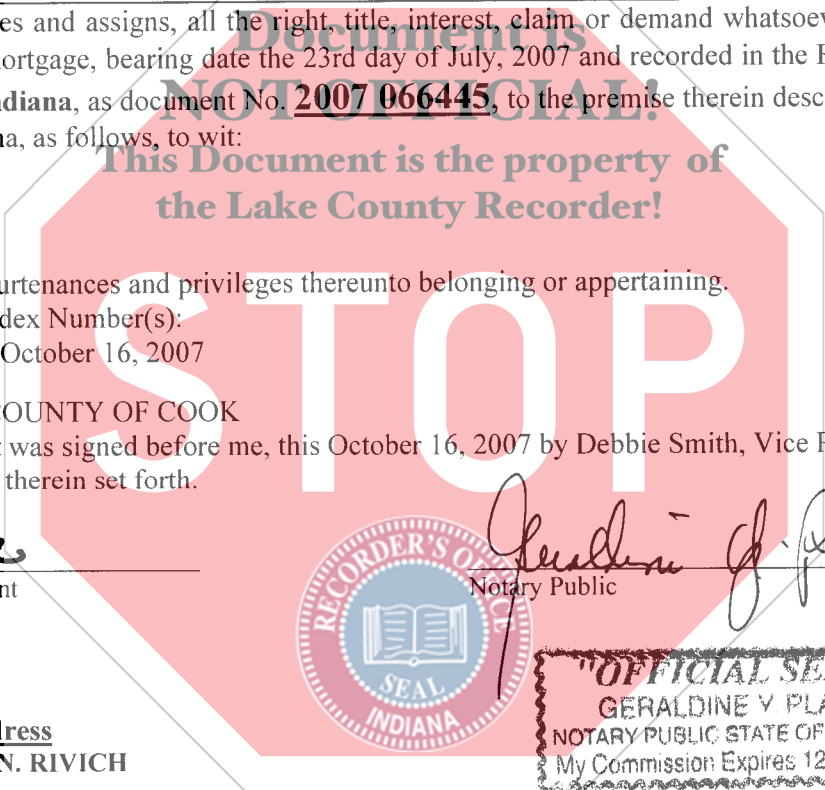 es and assigns, all the right, title, interest, claim or demand whatsoev
Document is
ortgage, bearing date the 23rd day of July, 2007 and recorded in the
NOT OFFICIAL!
ndiana, as document No. 2007 066445, to the premise therein desc
na, as follows, to wit:
This Document is the property of
the Lake County Recorder!
urtenances and privileges thereunto belonging or appertaining.
dex Number(s):
October 16, 2007
STOP
COUNTY OF COOK
t was signed before me, this October 16, 2007 by Debbie Smith, Vice
therein set forth.
Geraldine
nt
Notary Public
RECORDER'S OFFICE
SEAL
INDIANA
"OFFICIAL SE
GERALDINE Y. PLA
NOTARY PUBLIC STATE OF
My Commission Expires 12
dress
N. RIVICH